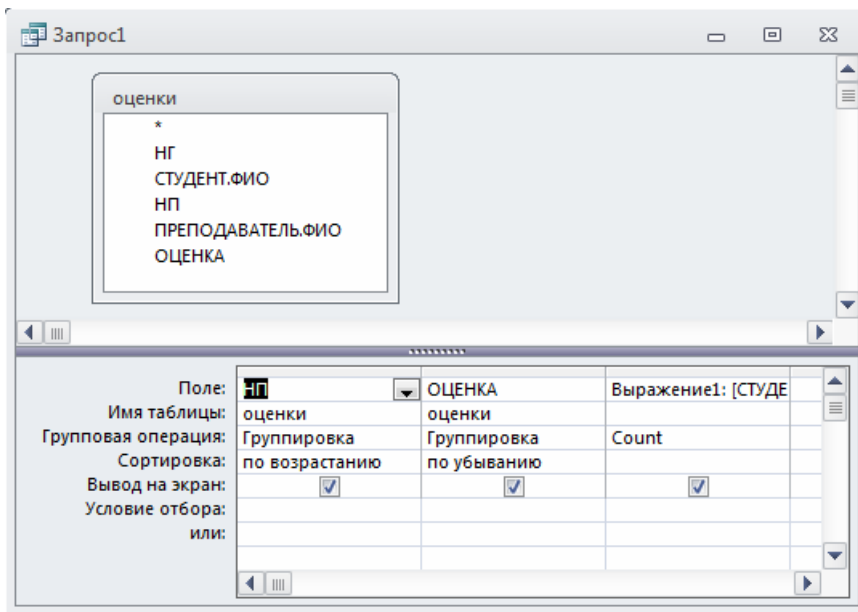 Запрос1
оценки
*
НГ
СТУДЕНТ.ФИО
НП
ПРЕПОДАВАТЕЛЬ.ФИО
ОЦЕНКА
Поле: НП ОЦЕНКА Выражение1: [СТУДЕ
Имя таблицы: оценки оценки
Групповая операция: Группировка Группировка Count
Сортировка: по возрастанию по убыванию
Вывод на экран:
Условие отбора:
или: